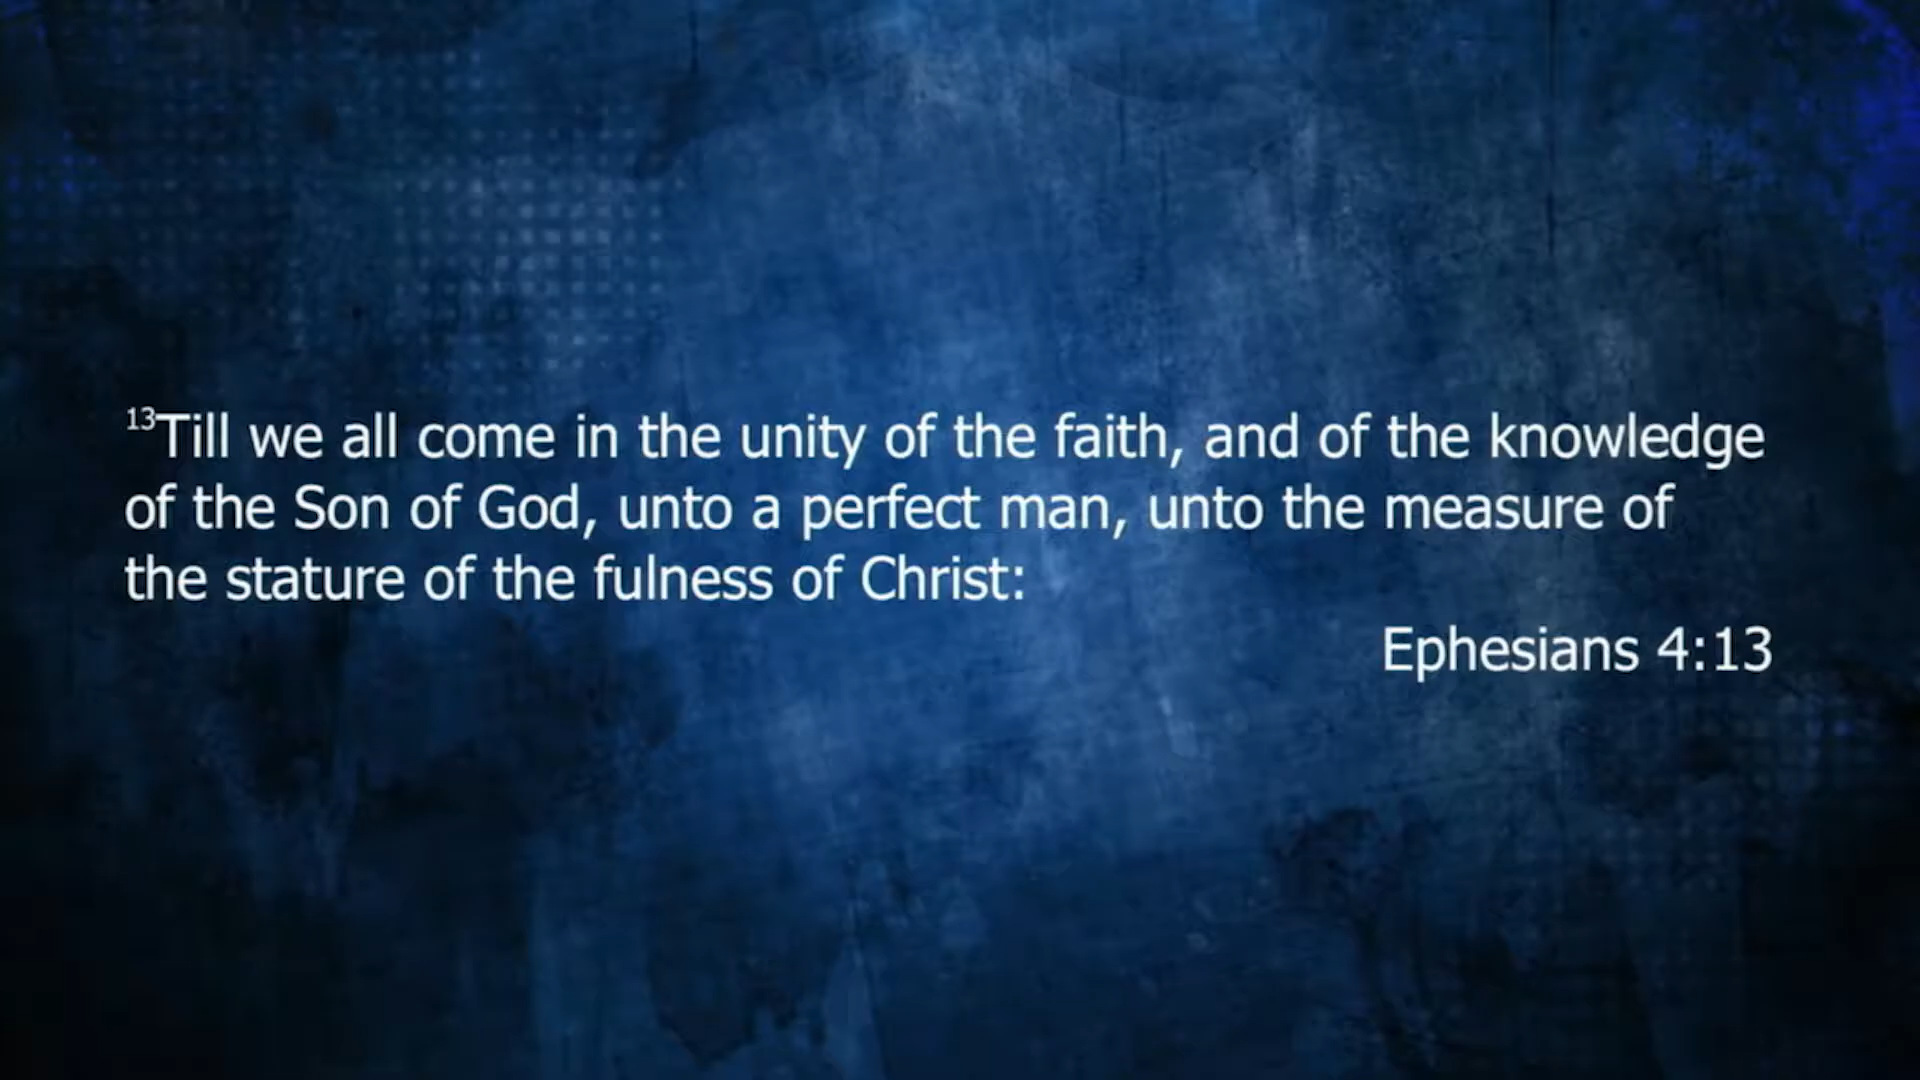 13Till we all come in the unity of the faith, and of the knowledge
of the Son of God, unto a perfect man, unto the measure of
the stature of the fulness of Christ:
Ephesians 4:13